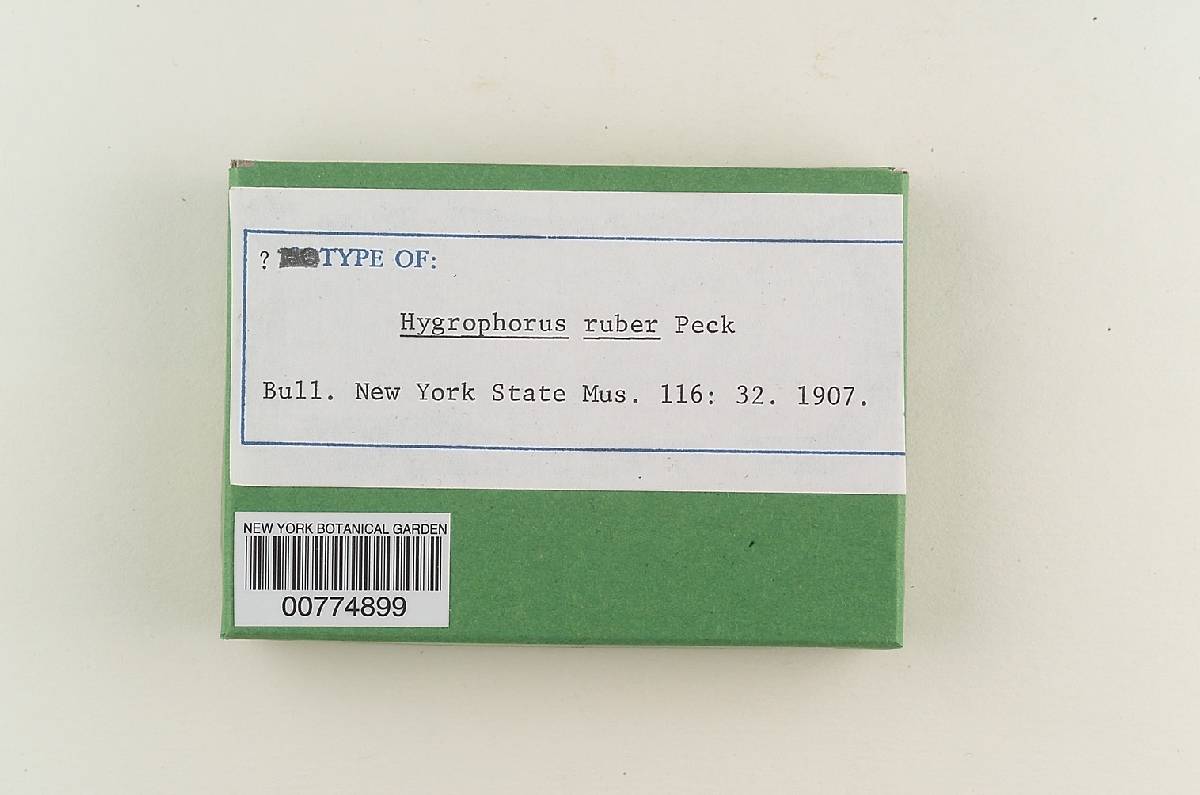 ? TYPE OF:
Hygrophorus ruber Peck
Bull. New York State Mus. 116: 32. 1907.
NEW YORK BOTANICAL GARDEN
00774899